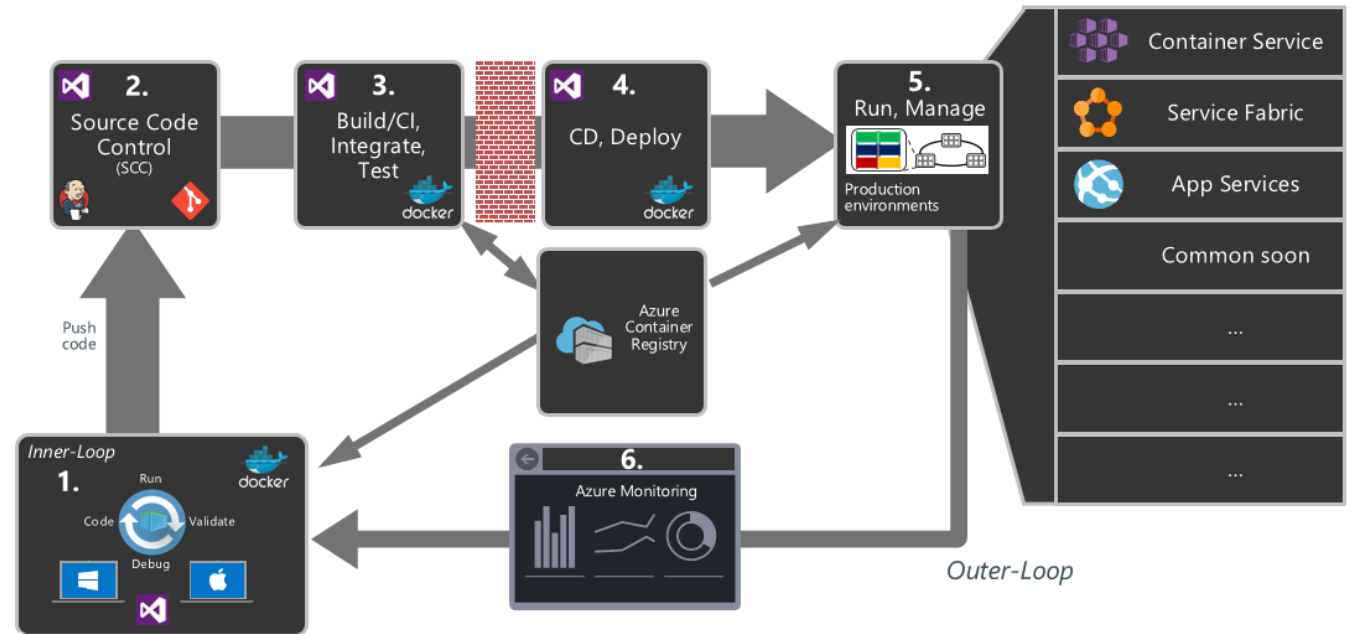 2.
Source Code
Control
(SCC)
3.
Build/CI,
Integrate,
Test
docker
4.
CD, Deploy
docker
5.
Run, Manage
Production
environments
Container Service
Service Fabric
App Services
Common soon
...
...
...
Azure
Container
Registry
Push
code
Inner-Loop
1.
docker
Run
Code
Validate
Debug
6.
Azure Monitoring
Outer-Loop